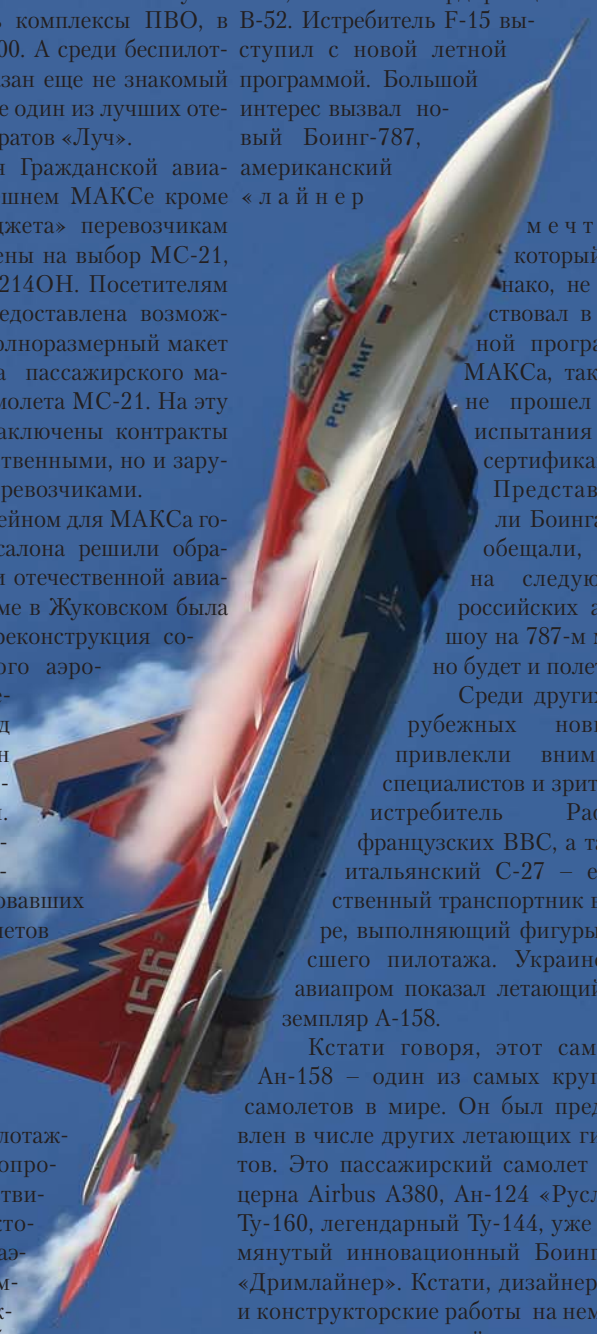 комплексы ПВО, в
00. А среди беспилот-
зан еще не знакомый
е один из лучших оте-
ратов «Луч».
я Гражданской авиа-
ешнем МАКСе кроме
джета» перевозчикам
ены на выбор МС-21,
214ОН. Посетителям
едоставлена возмож-
олноразмерный макет
а пассажирского ма-
молета МС-21. На эту
аключены контракты
твенными, но и зару-
ревозчиками.
ейном для МАКСа го-
салона решили обра-
и отечественной авиа-
ме в Жуковском была
реконструкция со-
ого аэро-
е-
д
н
-
.
-
-
овавших
летов
лотаж-
опро-
тви-
кто-
аэ-
м-
к-
В-52. Истребитель F-15 вы-
ступил с новой летной
программой. Большой
интерес вызвал но-
вый Боинг-787,
американский
«лайнер
мечт
который
нако, не
ствовал в
ной програ
МАКСа, так
не прошел
испытания
сертифика
Представ
ли Боинга
обещали,
на следую
российских а
шоу на 787-м м
но будет и полет
Среди других
рубежных нов
привлекли вним
специалистов и зрит
истребитель Ра
французских ВВС, а та
итальянский С-27 – е
ственный транспортник в
ре, выполняющий фигуры
сшего пилотажа. Украинс
авиапром показал летающий
земпляр А-158.
Кстати говоря, этот сам
Ан-158 – один из самых круп
самолетов в мире. Он был пред
влен в числе других летающих ги
тов. Это пассажирский самолет
церна Airbus А380, Ан-124 «Русл
Ту-160, легендарный Ту-144, уже
мянутый инновационный Боинг
«Дримлайнер». Кстати, дизайнер
и конструкторские работы на нем
РСК МиГ
156